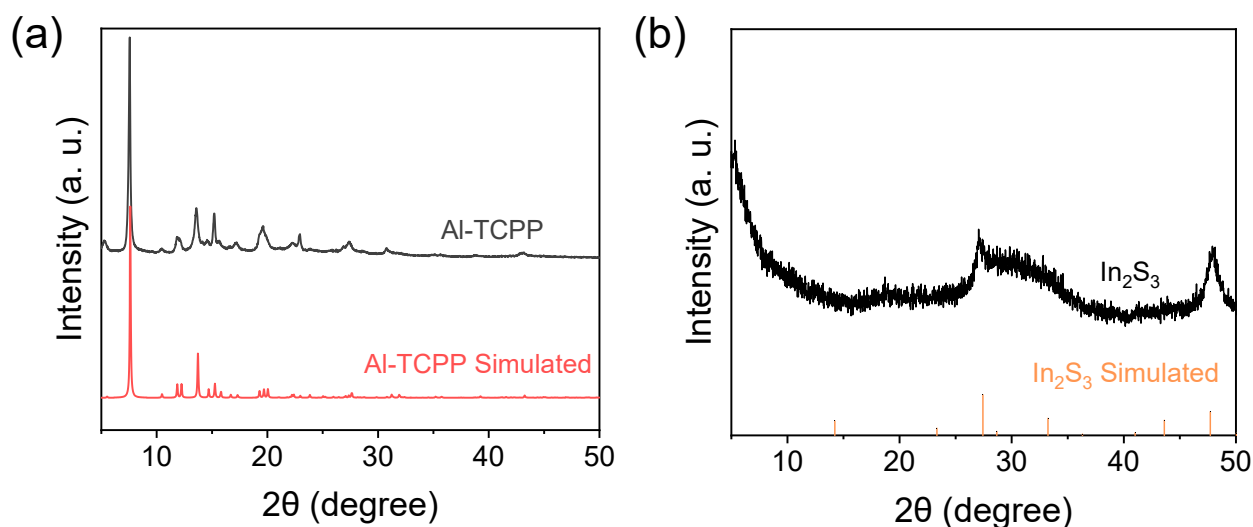 (a)
Intensity (a. u.)
Al-TCPP
Al-TCPP Simulated
10 20 30 40 50
2θ (degree)
(b)
Intensity (a. u.)
In₂S₃
In₂S₃ Simulated
10 20 30 40 50
2θ (degree)